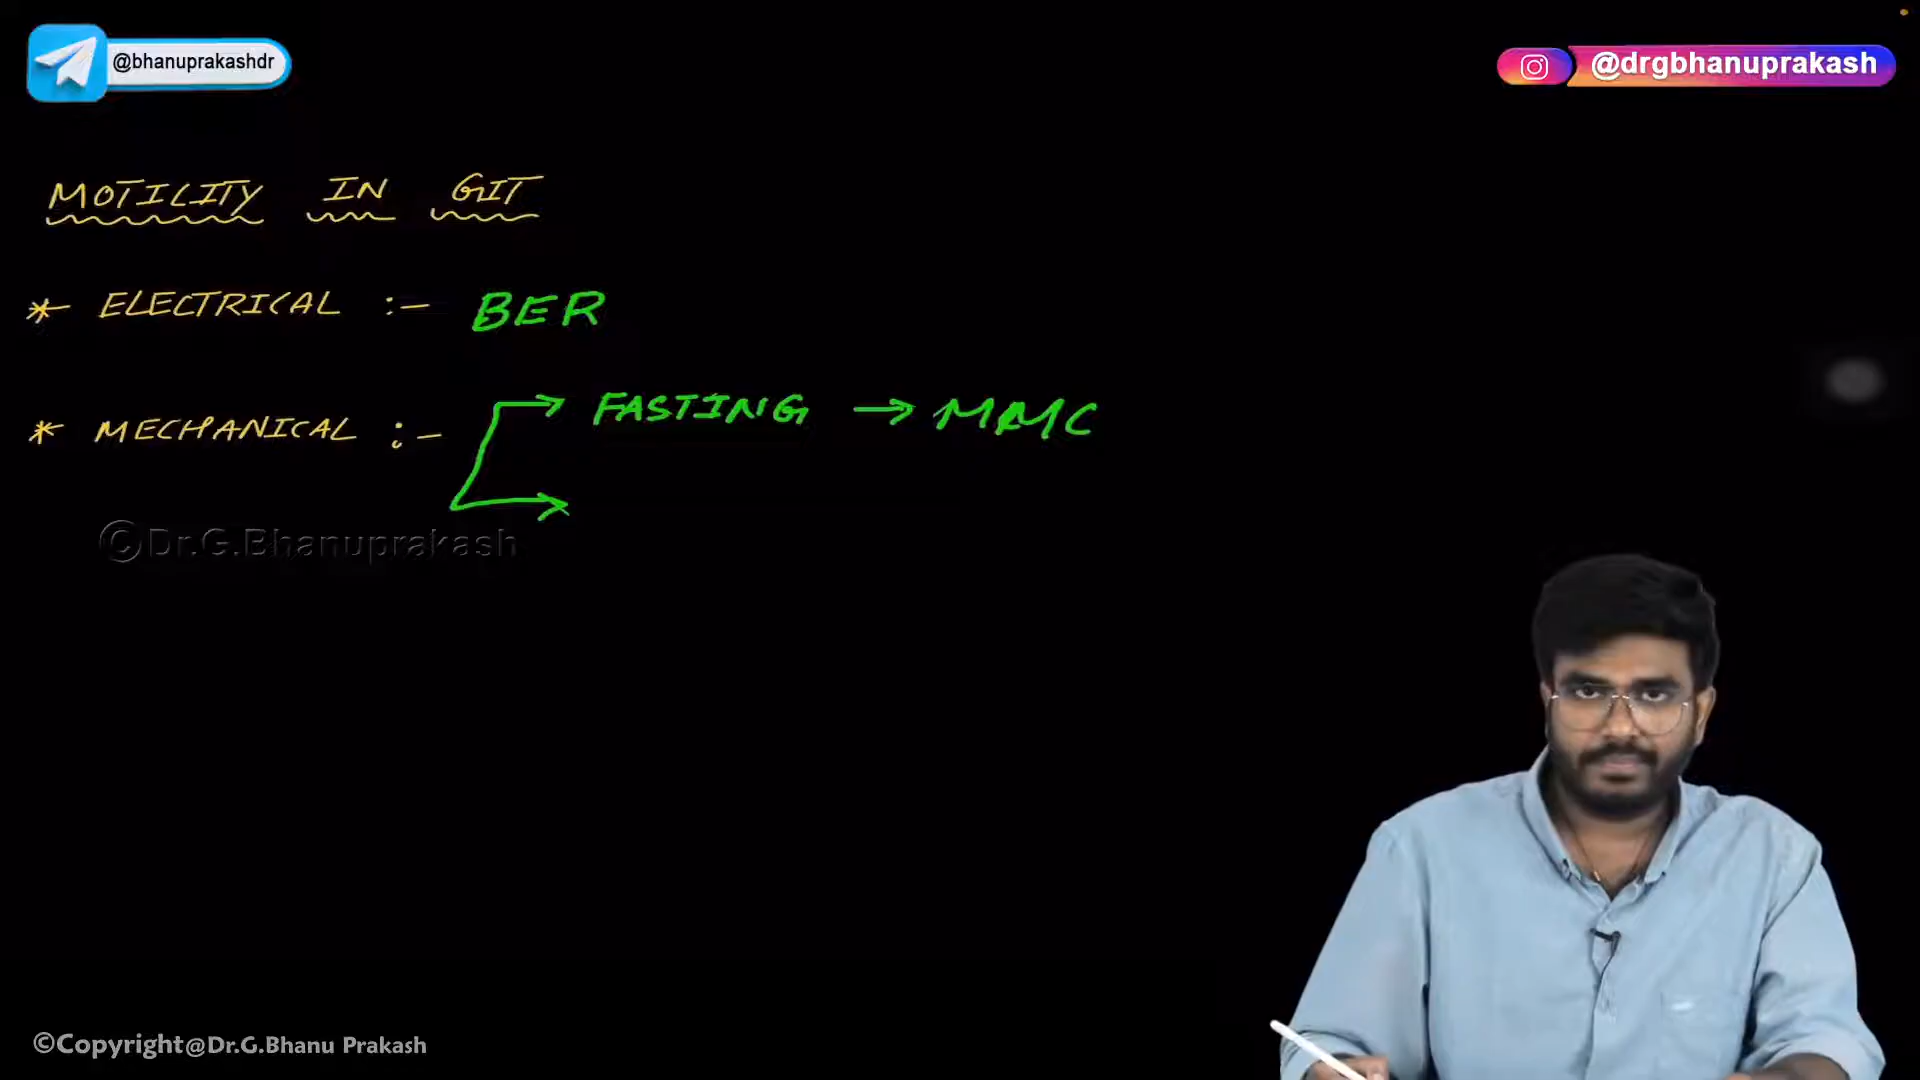 @bhanuprakashdr
@drgbhanuprakash
MOTILITY IN GIT
* ELECTRICAL :- BER
* MECHANICAL :- → FASTING → MMC
→
©Dr.G.Bhanuprakash
©Copyright@Dr.G.Bhanu Prakash